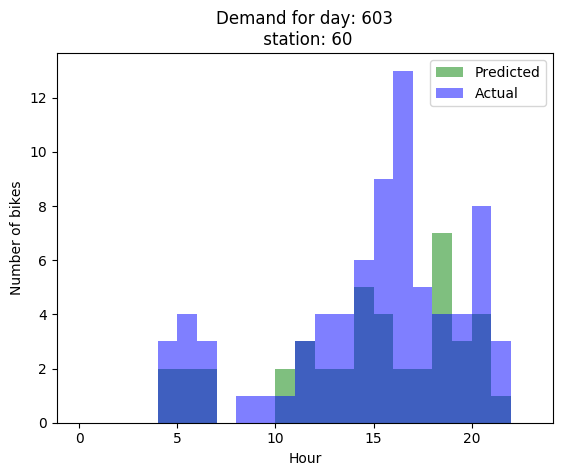 Demand for day: 603
station: 60
Predicted
Actual
Number of bikes
12
10
8
6
4
2
0
0 5 10 15 20
Hour